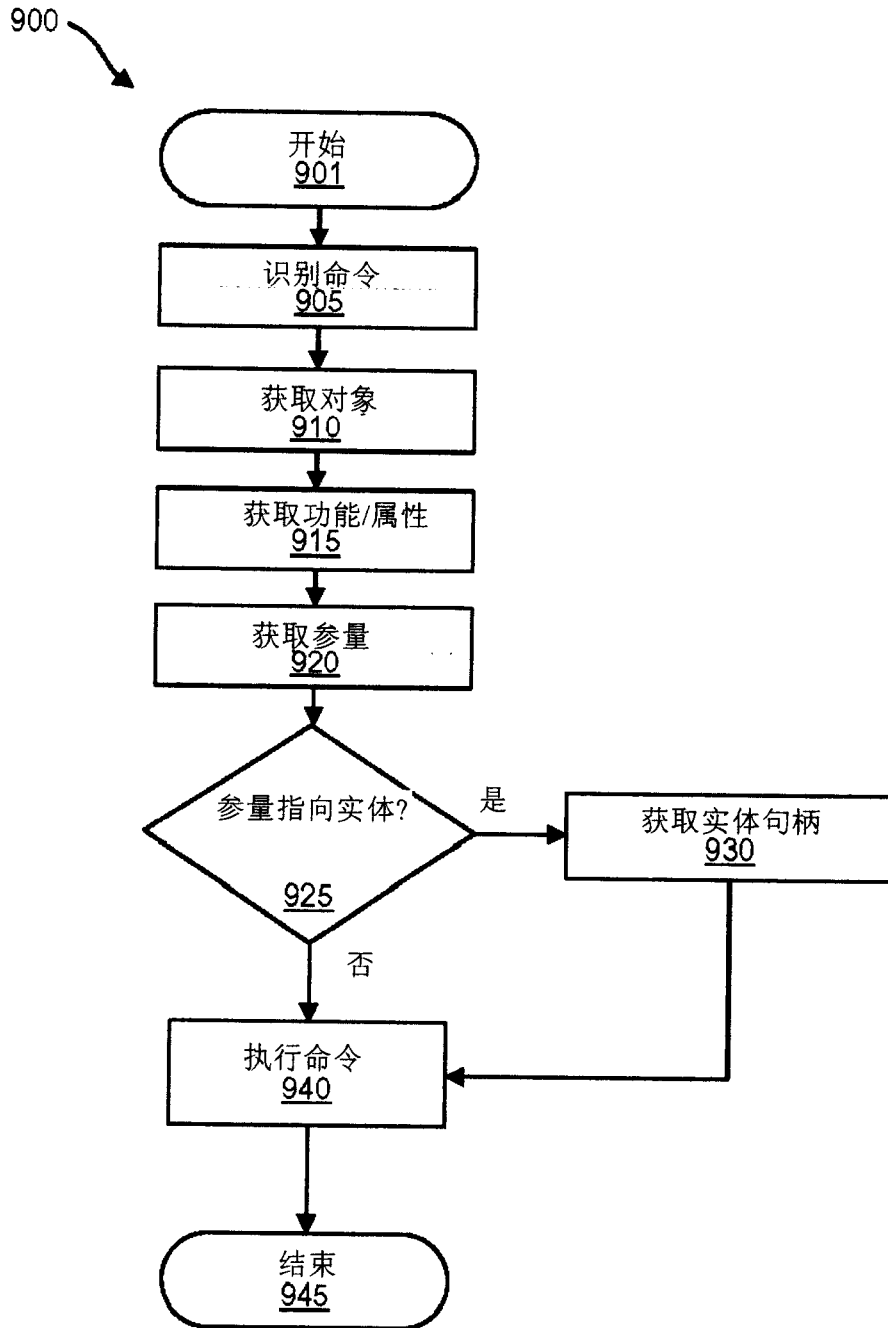 900
开始
901
识别命令
905
获取对象
910
获取功能/属性
915
获取参量
920
参量指向实体?
925
是
获取实体句柄
930
否
执行命令
940
结束
945